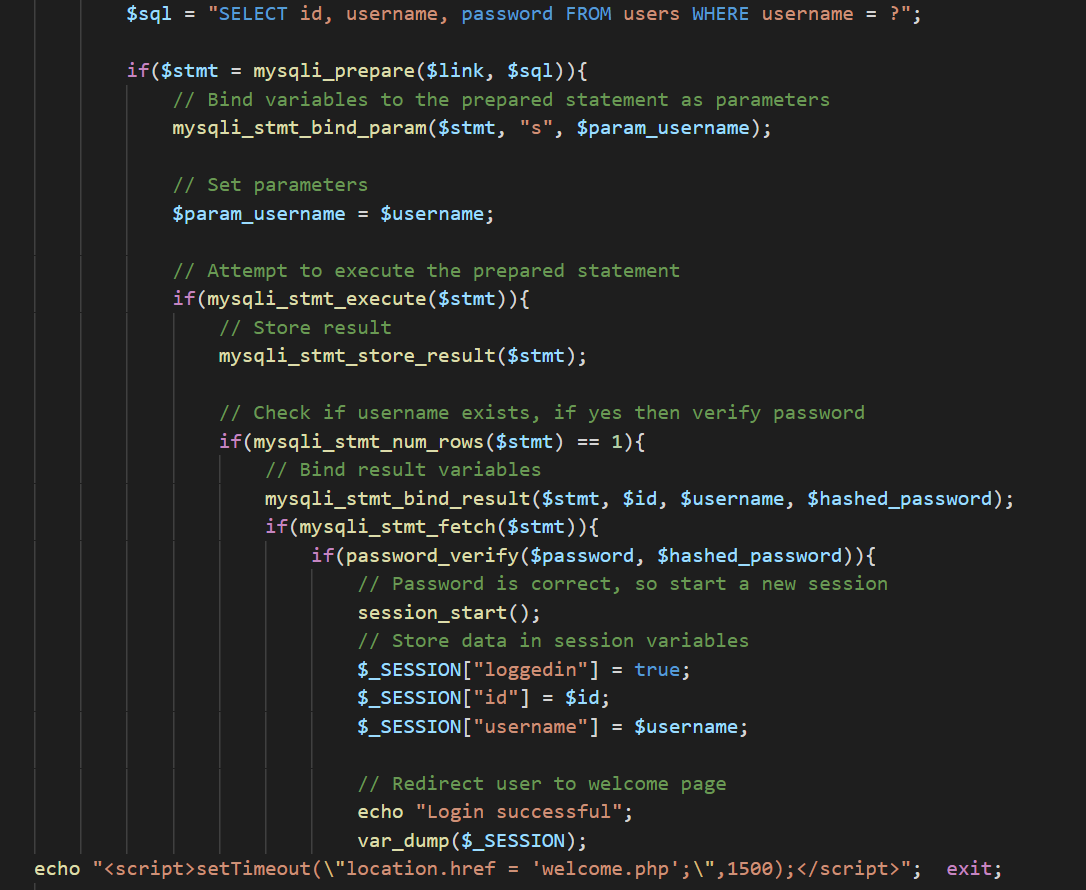 $sql = "SELECT id, username, password FROM users WHERE username = ?";
if($stmt = mysqli_prepare($link, $sql)){
// Bind variables to the prepared statement as parameters
mysqli_stmt_bind_param($stmt, "s", $param_username);
// Set parameters
$param_username = $username;
// Attempt to execute the prepared statement
if(mysqli_stmt_execute($stmt)){
// Store result
mysqli_stmt_store_result($stmt);
// Check if username exists, if yes then verify password
if(mysqli_stmt_num_rows($stmt) == 1){
// Bind result variables
mysqli_stmt_bind_result($stmt, $id, $username, $hashed_password);
if(mysqli_stmt_fetch($stmt)){
if(password_verify($password, $hashed_password)){
// Password is correct, so start a new session
session_start();
// Store data in session variables
$_SESSION["loggedin"] = true;
$_SESSION["id"] = $id;
$_SESSION["username"] = $username;
// Redirect user to welcome page
echo "Login successful";
var_dump($_SESSION);
echo "<script>setTimeout(\"location.href = 'welcome.php';\",1500);</script>";  exit;